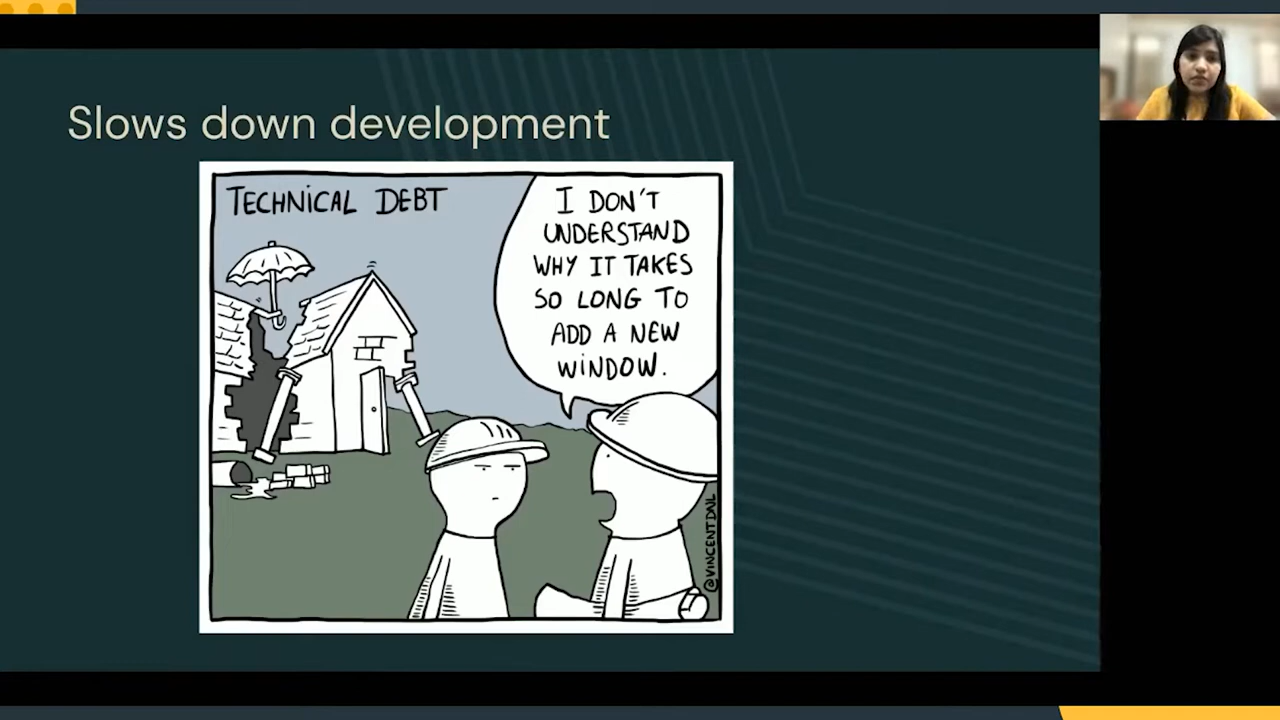 Slows down development
TECHNICAL DEBT
I DON'T
UNDERSTAND
WHY IT TAKES
SO LONG TO
ADD A NEW
WINDOW.
@VINCENTDNL